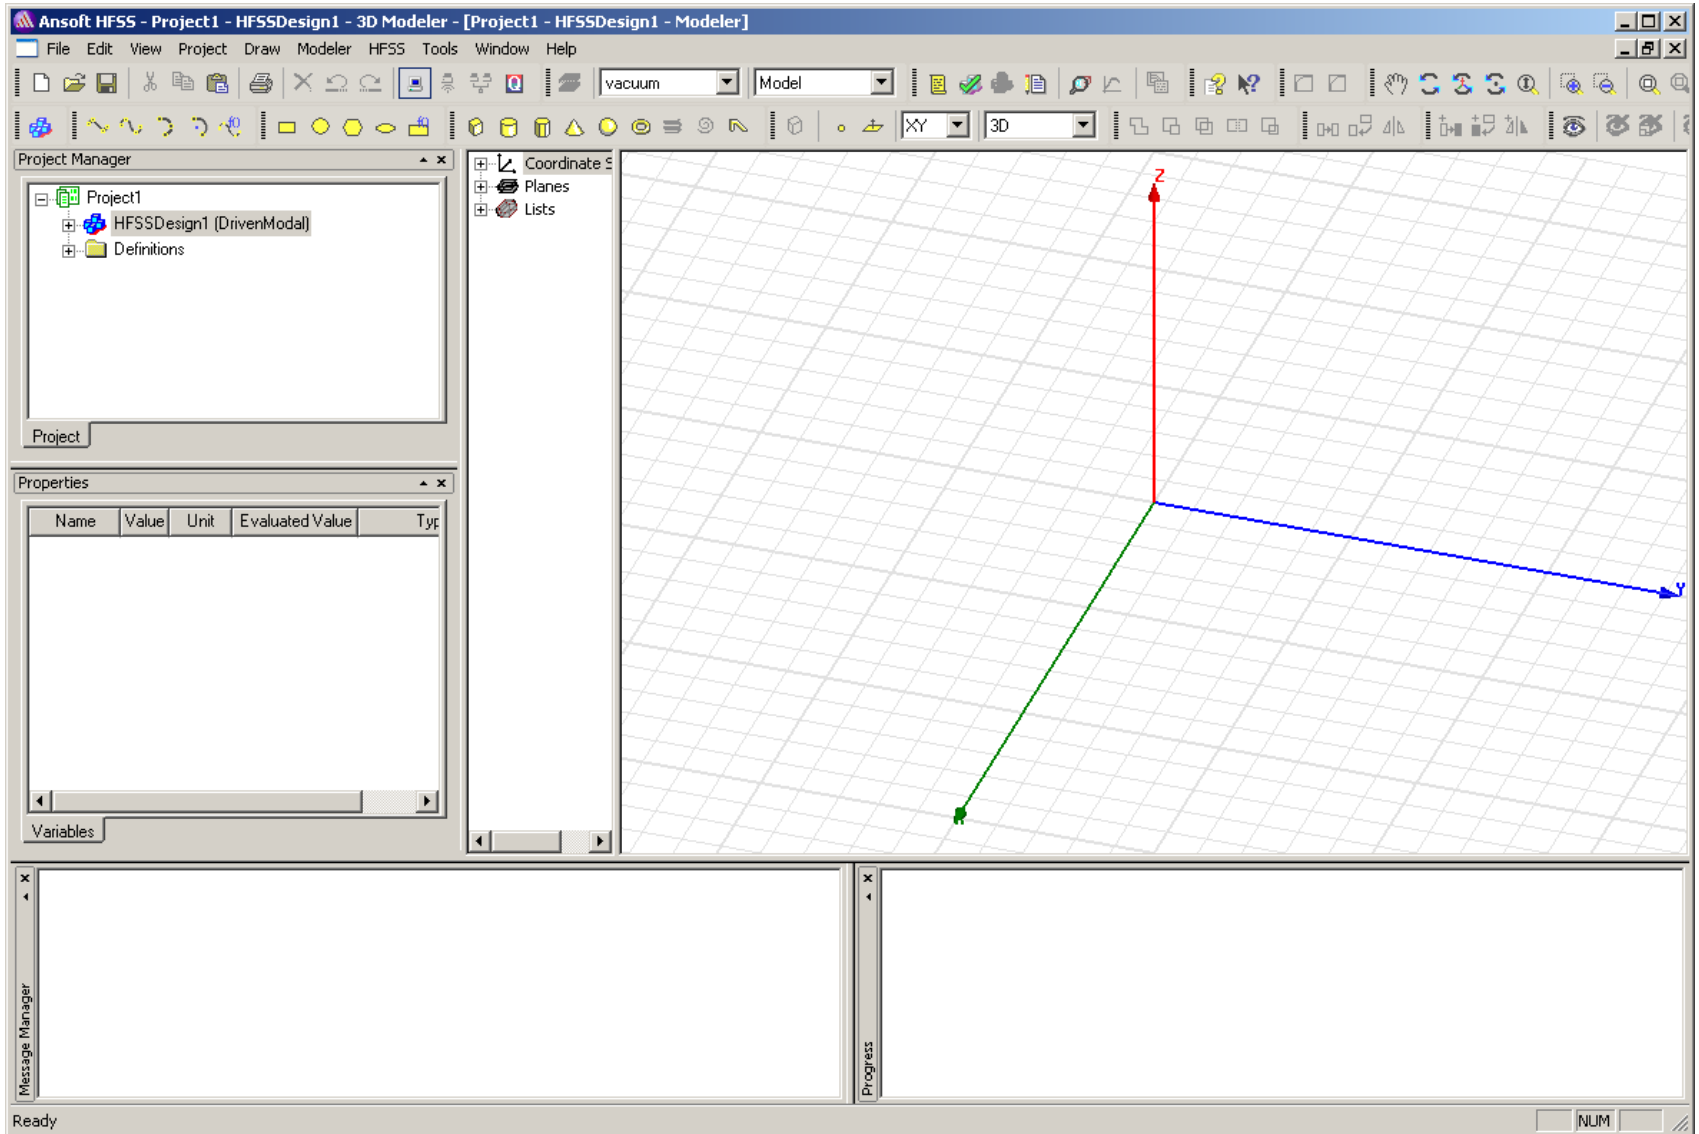 Ansoft HFSS - Project1 - HFSSDesign1 - 3D Modeler - [Project1 - HFSSDesign1 - Modeler]
File Edit View Project Draw Modeler HFSS Tools Window Help
vacuum Model
XY 3D
Project Manager
Project1
HFSSDesign1 (DrivenModal)
Definitions
Project
Coordinate S
Planes
Lists
Z
Y
Properties
Name Value Unit Evaluated Value Typ
Variables
Message Manager
Progress
Ready
NUM